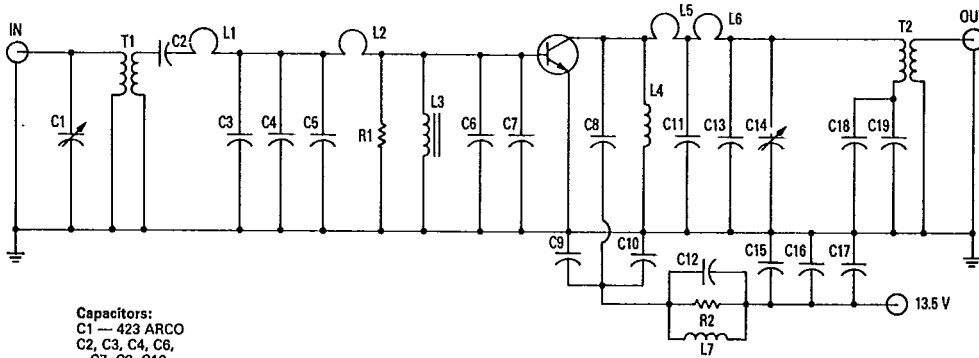 IN
T1
C2
L1
L2
L5
L6
T2
OU
C1
C3
C4
C5
R1
L3
C6
C7
C8
L4
C11
C13
C14
C18
C19
C9
C10
C12
R2
L7
C15
C16
C17
13.5 V
Capacitors:
C1 — 423 ARCO
C2, C3, C4, C6,